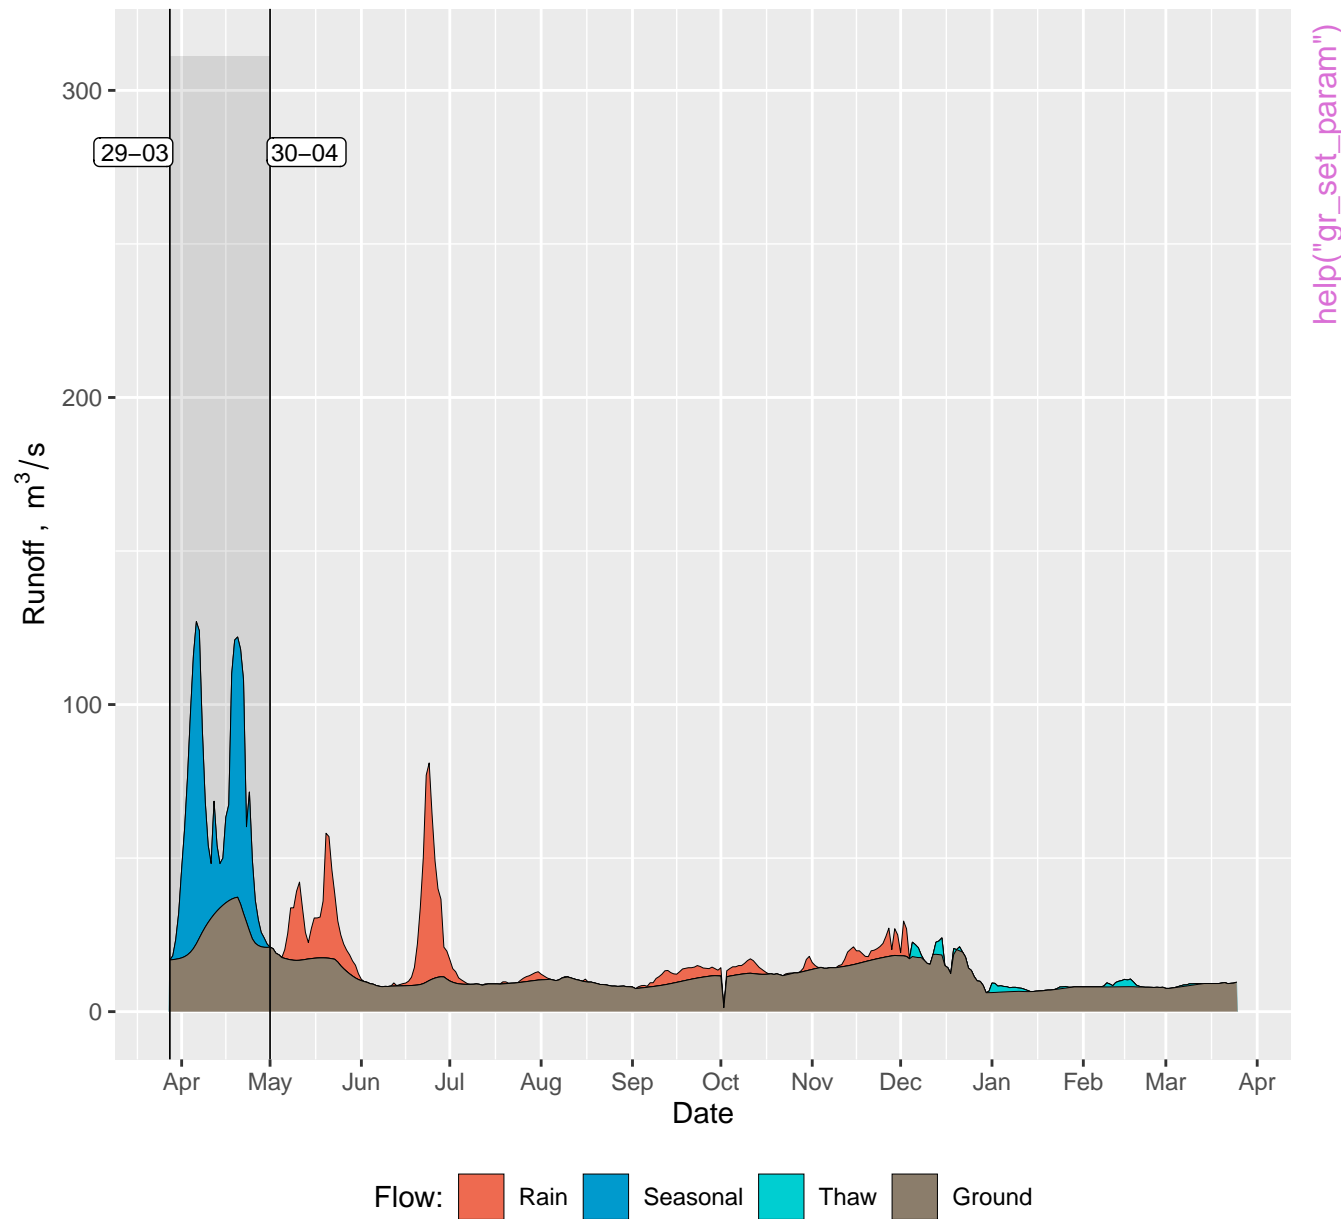 300
200
100
0
29–03
30–04
Runoff , m³/s
help("gr_set_param")
Apr May Jun Jul Aug Sep Oct Nov Dec Jan Feb Mar Apr
Date
Flow: Rain Seasonal Thaw Ground